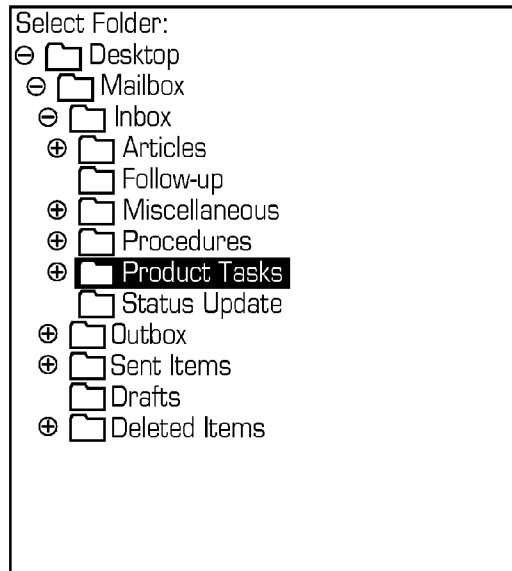 Select Folder:
Desktop
Mailbox
Inbox
Articles
Follow-up
Miscellaneous
Procedures
Product Tasks
Status Update
Outbox
Sent Items
Drafts
Deleted Items